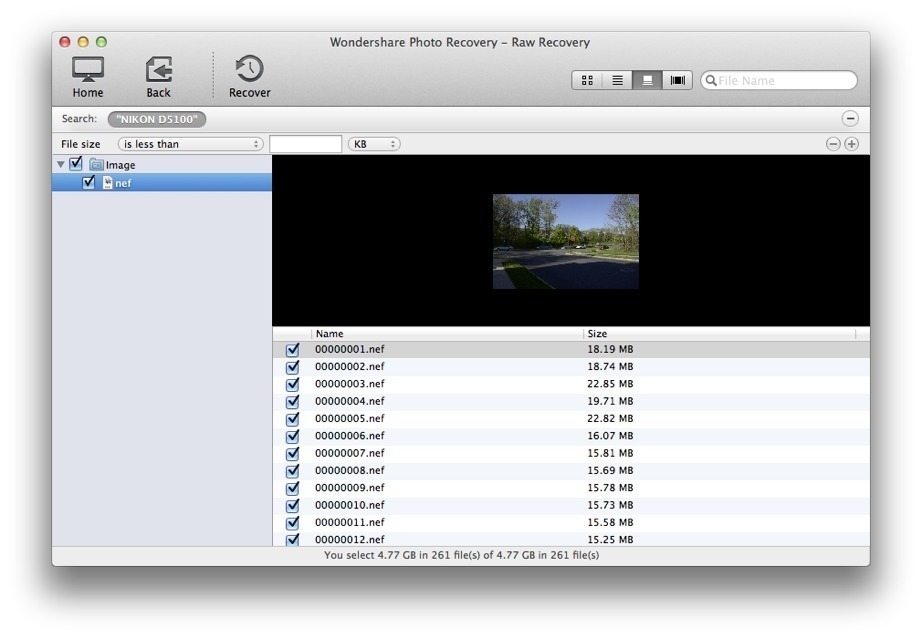 Wondershare Photo Recovery – Raw Recovery
Home Back Recover
File Name
Search: "NIKON D5100"
File size is less than KB
Image
nef
Name Size
00000001.nef 18.19 MB
00000002.nef 18.74 MB
00000003.nef 22.85 MB
00000004.nef 19.71 MB
00000005.nef 22.82 MB
00000006.nef 16.07 MB
00000007.nef 15.81 MB
00000008.nef 15.69 MB
00000009.nef 15.78 MB
00000010.nef 15.73 MB
00000011.nef 15.58 MB
00000012.nef 15.25 MB
You select 4.77 GB in 261 file(s) of 4.77 GB in 261 file(s)